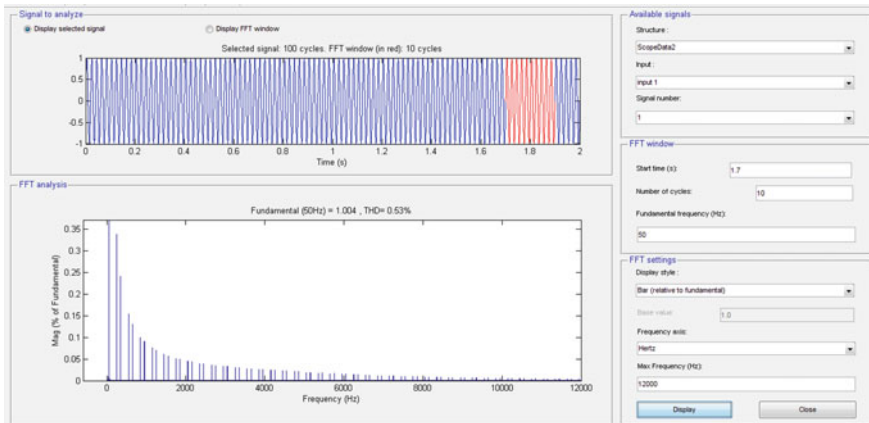 Signal to analyze
Display selected signal
Display FFT window
Selected signal: 100 cycles. FFT window (in red): 10 cycles
1
0.5
0
-0.5
-1
0 0.2 0.4 0.6 0.8 1 1.2 1.4 1.6 1.8 2
Time (s)
FFT analysis
Fundamental (50Hz) = 1.004 , THD= 0.53%
0.35
0.3
0.25
0.2
0.15
0.1
0.05
0
Mag (% of Fundamental)
0 2000 4000 6000 8000 10000 12000
Frequency (Hz)
Available signals
Structure :
ScopeData2
Input :
input 1
Signal number:
1
FFT window
Start time (s): 1.7
Number of cycles: 10
Fundamental frequency (Hz):
50
FFT settings
Display style :
Bar (relative to fundamental)
Base value: 1.0
Frequency axis:
Hertz
Max Frequency (Hz):
12000
Display
Close